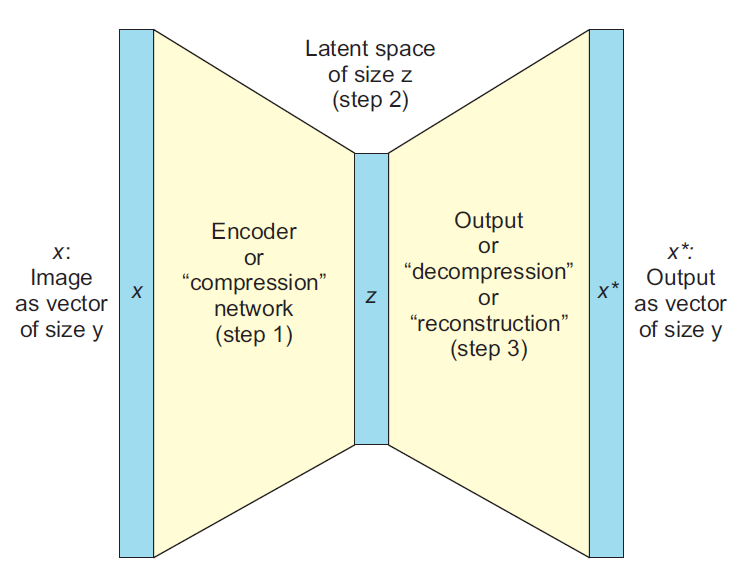 Latent space
of size z
(step 2)
x:
Image
as vector
of size y
x
Encoder
or
“compression”
network
(step 1)
z
Output
or
“decompression”
or
“reconstruction”
(step 3)
x*
x*:
Output
as vector
of size y